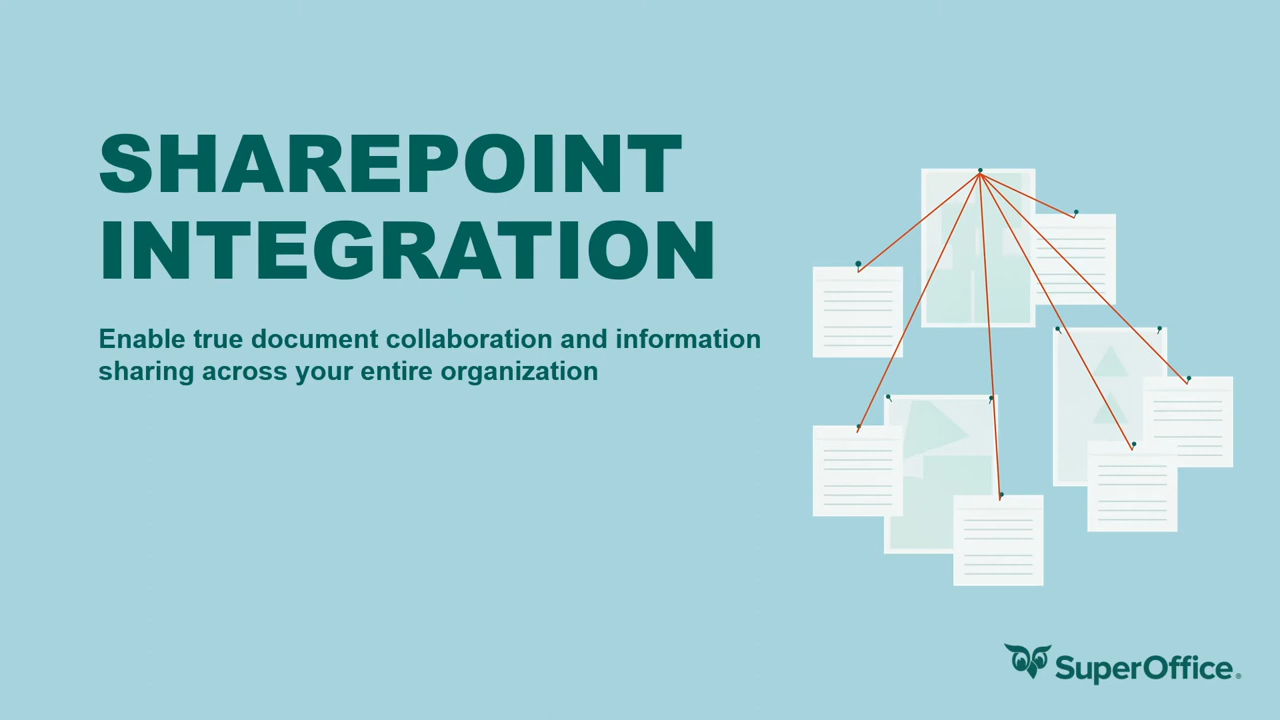 SHAREPOINT
INTEGRATION
Enable true document collaboration and information
sharing across your entire organization
SuperOffice®